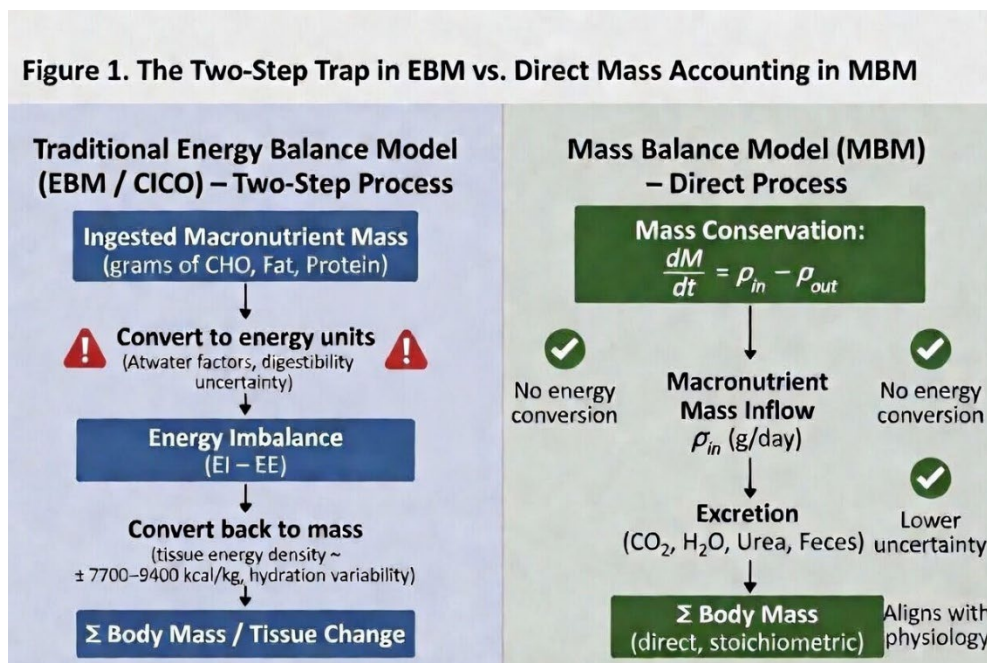 Figure 1. The Two-Step Trap in EBM vs. Direct Mass Accounting in MBM
Traditional Energy Balance Model
(EBM / CICO) – Two-Step Process
Ingested Macronutrient Mass
(grams of CHO, Fat, Protein)
Convert to energy units
(Atwater factors, digestibility
uncertainty)
Energy Imbalance
(EI – EE)
Convert back to mass
(tissue energy density ~
± 7700–9400 kcal/kg, hydration variability)
Σ Body Mass / Tissue Change
Mass Balance Model (MBM)
– Direct Process
Mass Conservation:
dM/dt = ρin – ρout
No energy
conversion
Macronutrient
Mass Inflow
ρin (g/day)
No energy
conversion
Excretion
(CO₂, H₂O, Urea, Feces)
Lower
uncertainty
Σ Body Mass
(direct, stoichiometric)
Aligns with
physiology